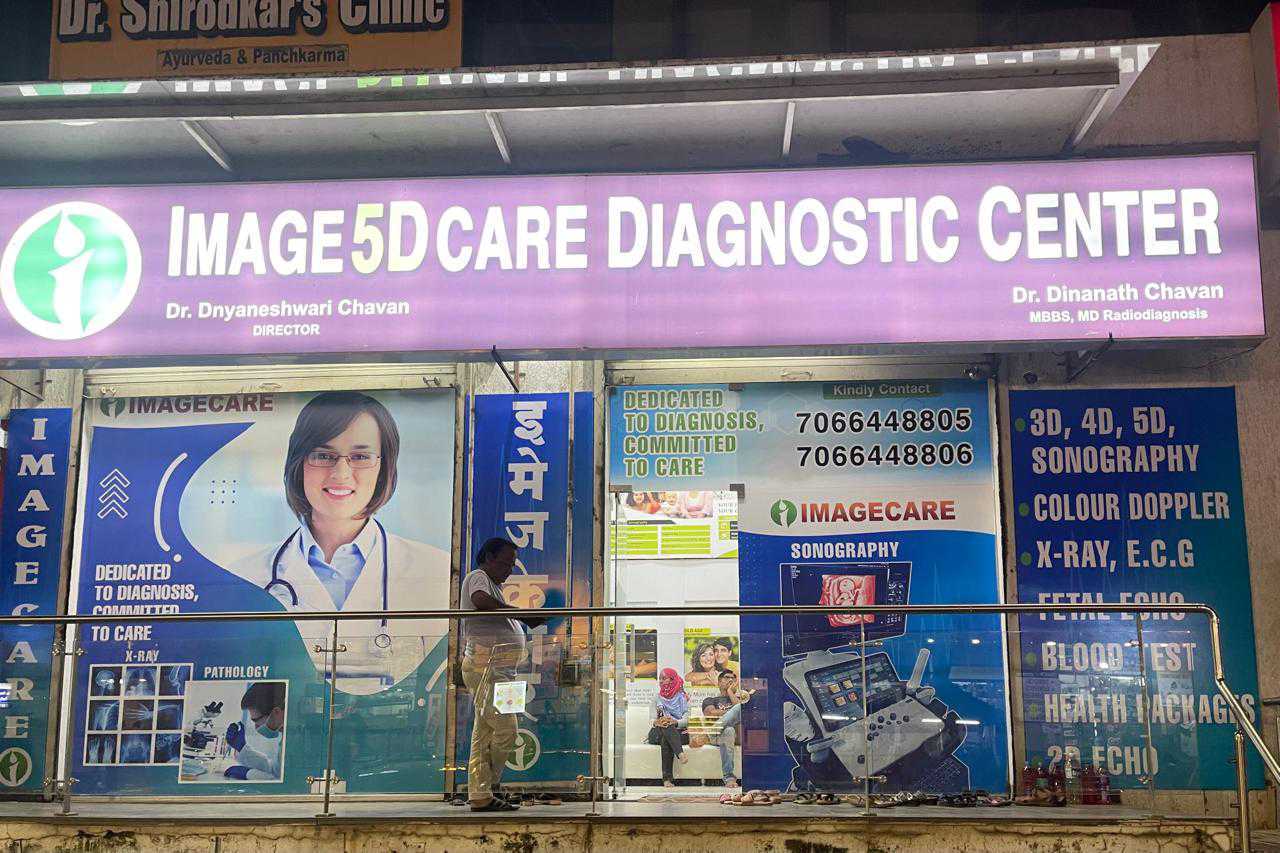 Dr. Shirodkar's Clinic
Ayurveda & Panchkarma
IMAGE 5D CARE DIAGNOSTIC CENTER
Dr. Dnyaneshwari Chavan
DIRECTOR
Dr. Dinanath Chavan
MBBS, MD Radiodiagnosis
IMAGECARE
IMAGECARE
DEDICATED
TO DIAGNOSIS,
COMMITTED
TO CARE
X-RAY
PATHOLOGY
इमेज
DEDICATED
TO DIAGNOSIS,
COMMITTED
TO CARE
Kindly Contact
7066448805
7066448806
IMAGECARE
SONOGRAPHY
3D, 4D, 5D,
SONOGRAPHY
COLOUR DOPPLER
X-RAY, E.C.G
FETAL ECHO
BLOOD TEST
HEALTH PACKAGES
2D ECHO